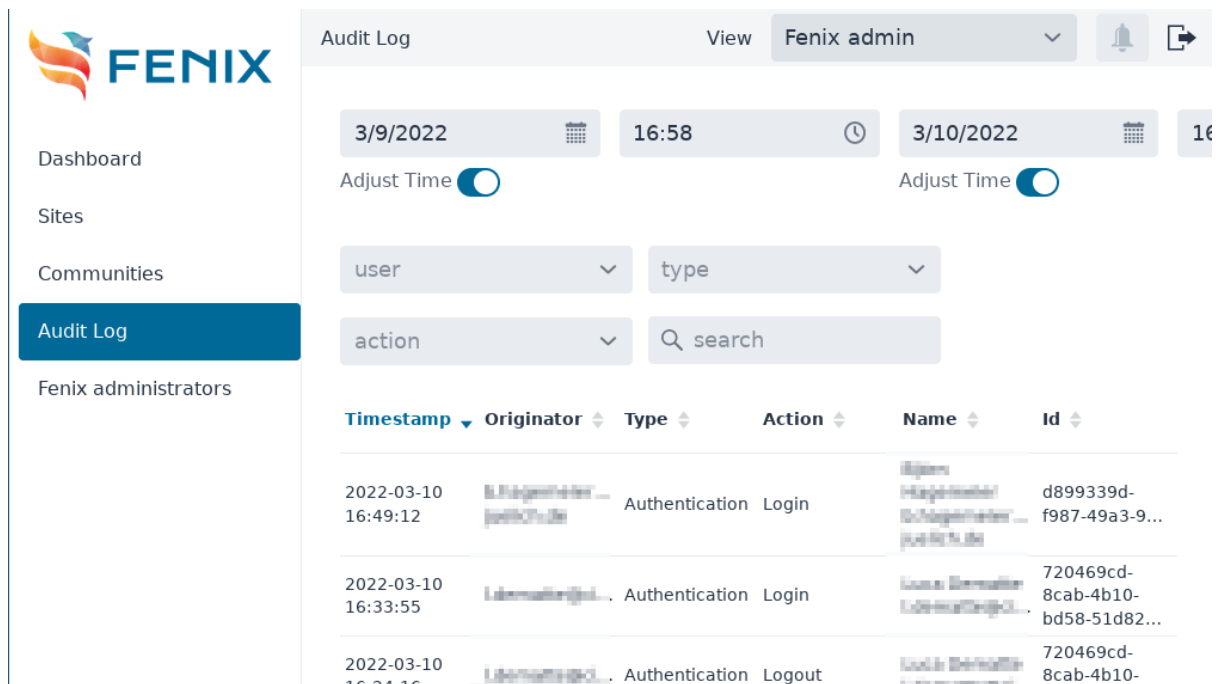 FENIX
Audit Log
View
Fenix admin
Dashboard
Sites
Communities
Audit Log
Fenix administrators
3/9/2022
16:58
3/10/2022
16
Adjust Time
Adjust Time
user
type
action
search
Timestamp Originator Type Action Name Id
2022-03-10
16:49:12
Authentication Login
d899339d-
f987-49a3-9...
2022-03-10
16:33:55
Authentication Login
720469cd-
8cab-4b10-
bd58-51d82...
2022-03-10
Authentication Logout
720469cd-
8cab-4b10-